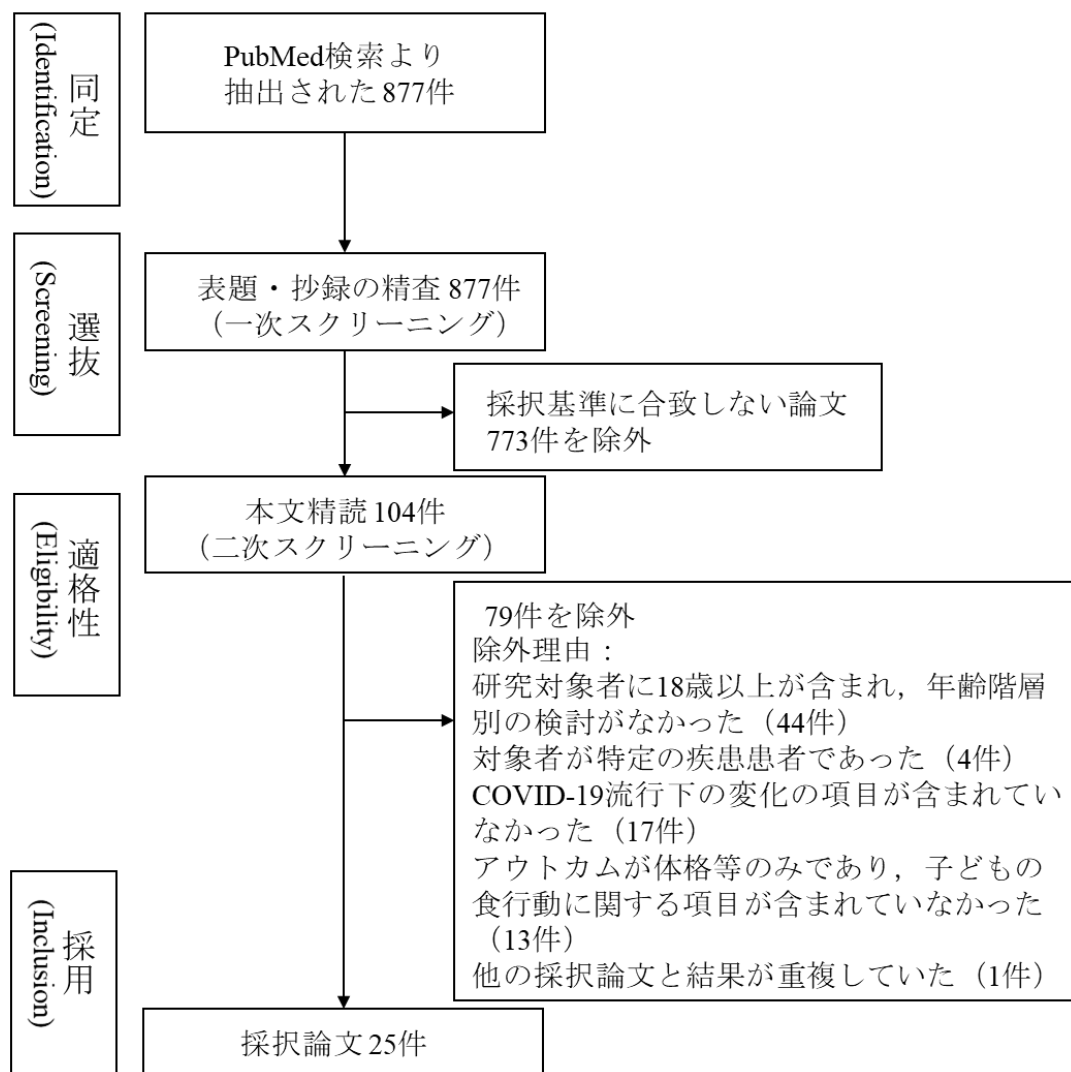 同定
(Identification)
PubMed検索より
抽出された877件
選抜
(Screening)
表題・抄録の精査 877件
（一次スクリーニング）
採択基準に合致しない論文
773件を除外
適格性
(Eligibility)
本文精読 104件
（二次スクリーニング）
79件を除外
除外理由：
研究対象者に18歳以上が含まれ，年齢階層
別の検討がなかった（44件）
対象者が特定の疾患患者であった（4件）
COVID-19流行下の変化の項目が含まれてい
なかった（17件）
アウトカムが体格等のみであり，子どもの
食行動に関する項目が含まれていなかった
（13件）
他の採択論文と結果が重複していた（1件）
採用
(Inclusion)
採択論文 25件